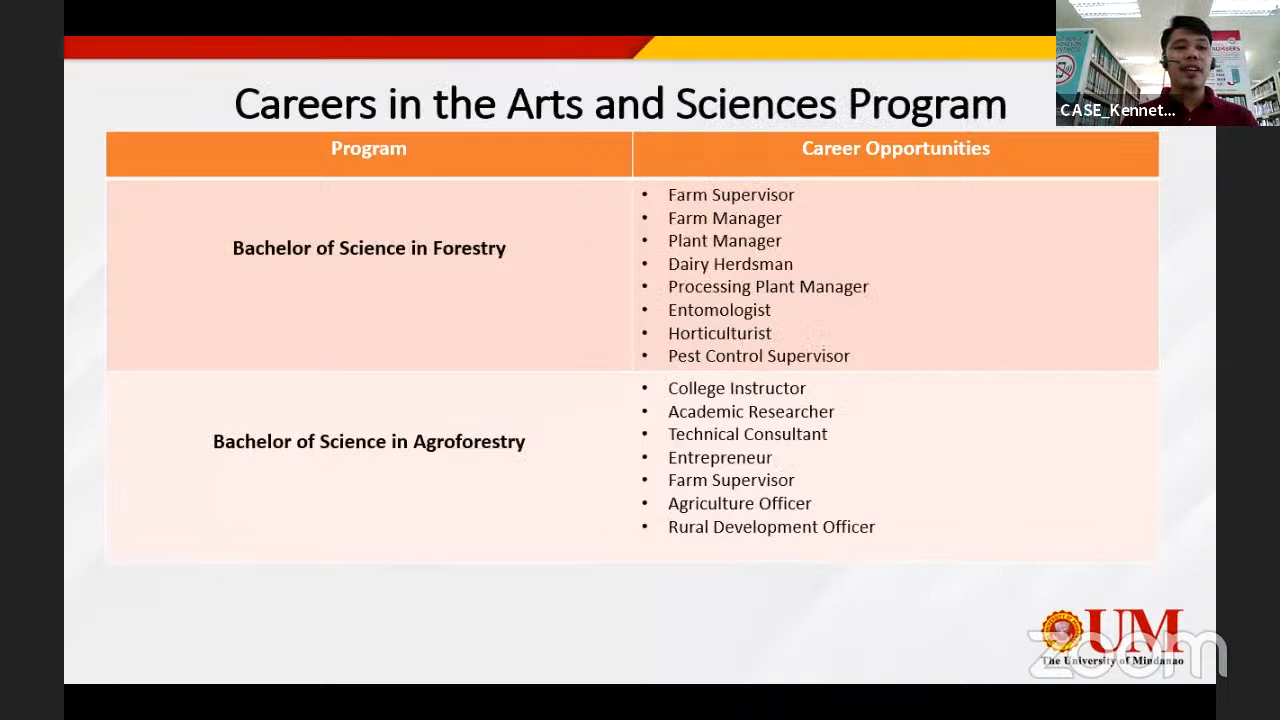 Careers in the Arts and Sciences Program
CASE_Kennet...
Program
Career Opportunities
Bachelor of Science in Forestry
• Farm Supervisor
• Farm Manager
• Plant Manager
• Dairy Herdsman
• Processing Plant Manager
• Entomologist
• Horticulturist
• Pest Control Supervisor
Bachelor of Science in Agroforestry
• College Instructor
• Academic Researcher
• Technical Consultant
• Entrepreneur
• Farm Supervisor
• Agriculture Officer
• Rural Development Officer
UM
The University of Mindanao
zoom